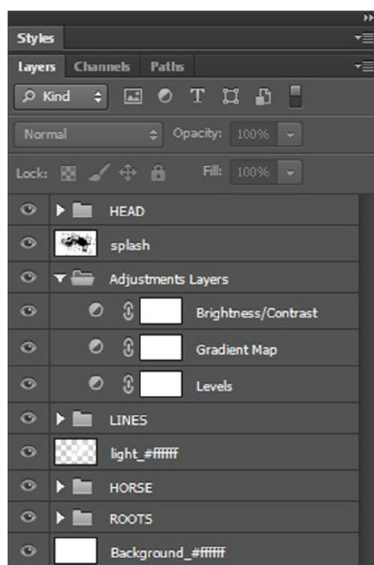 Styles
Layers Channels Paths
Kind T
Normal Opacity: 100%
Lock: Fill: 100%
HEAD
splash
Adjustments Layers
Brightness/Contrast
Gradient Map
Levels
LINES
light_#ffffff
HORSE
ROOTS
Background_#ffffff